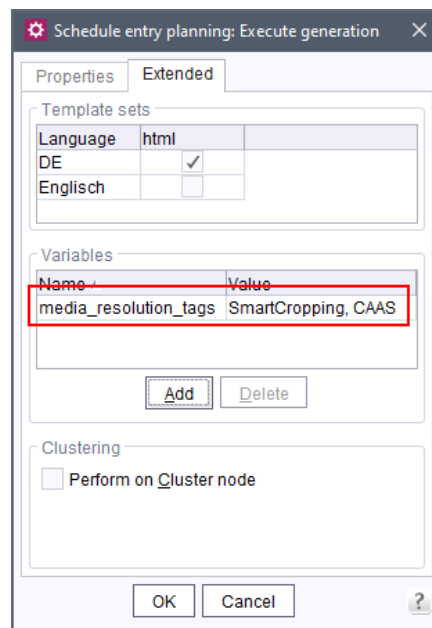 Schedule entry planning: Execute generation
Properties Extended
Template sets
Language html
DE
Englisch
Variables
Name Value
media_resolution_tags SmartCropping, CAAS
Add Delete
Clustering
Perform on Cluster node
OK Cancel ?